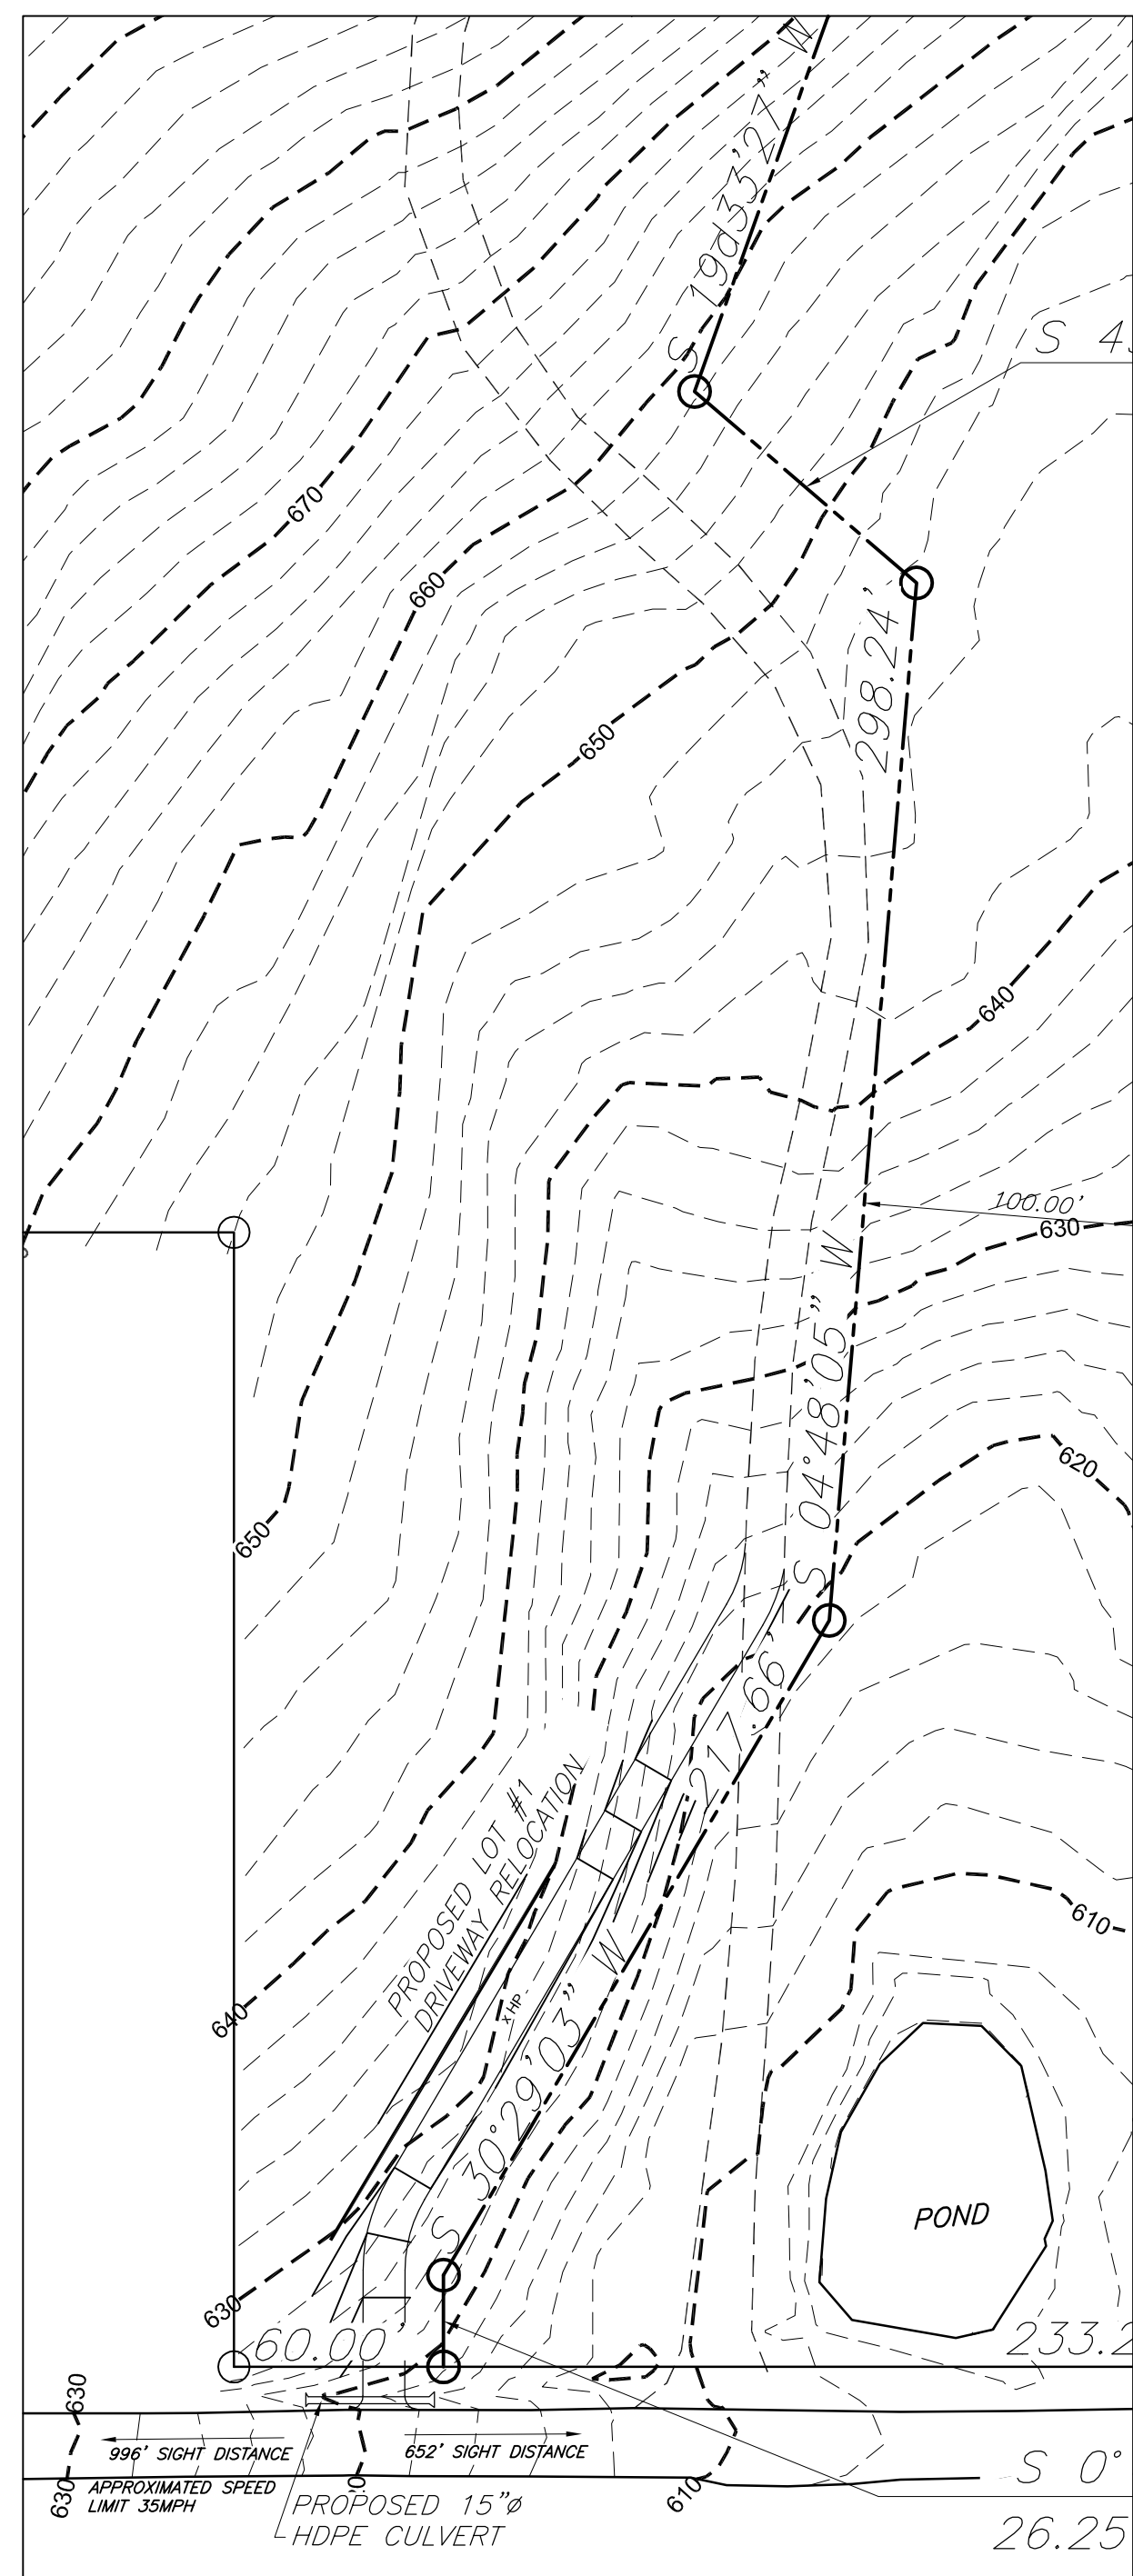 S 19d33'27" W
S 4
670
660
298.24'
650
640
100.00'
630
S 04°48'05" W
620
650
217.66'
PROPOSED LOT #1
DRIVEWAY RELOCATION
610
640
X HP
S 30°29'03" W
POND
630
60.00'
233.2
630
996' SIGHT DISTANCE
652' SIGHT DISTANCE
S 0°
APPROXIMATED SPEED
LIMIT 35MPH
630
610
PROPOSED 15"ø
HDPE CULVERT
26.25